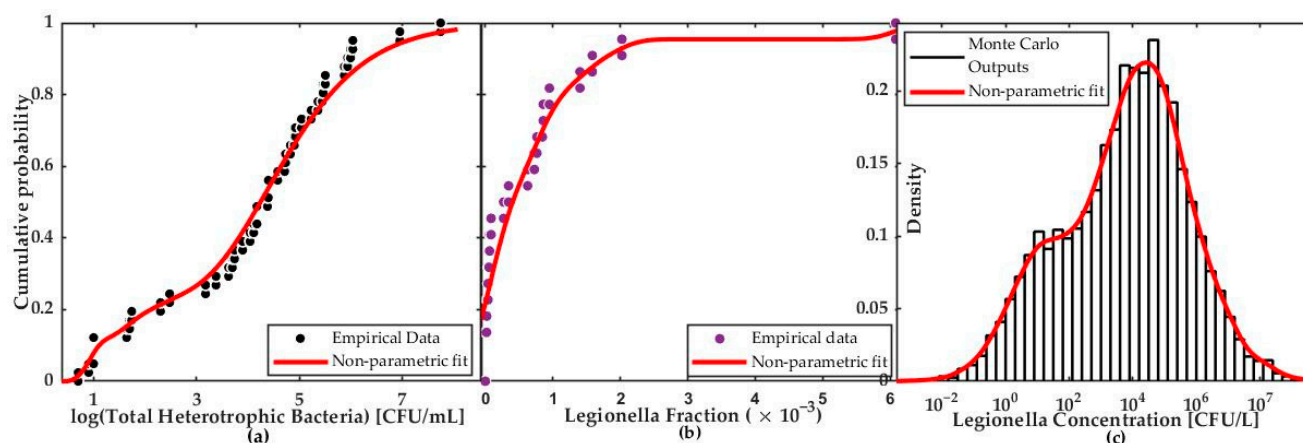 Cumulative probability
1
0.8
0.6
0.4
0.2
0
1
3
5
7
Empirical Data
Non-parametric fit
log(Total Heterotrophic Bacteria) [CFU/mL]
(a)
0
1
2
3
4
5
6
Empirical data
Non-parametric fit
Legionella Fraction ( × 10⁻³)
(b)
Density
0.2
0.15
0.1
0.05
0
Monte Carlo
Outputs
Non-parametric fit
10⁻²
10⁰
10²
10⁴
10⁶
10⁷
Legionella Concentration [CFU/L]
(c)